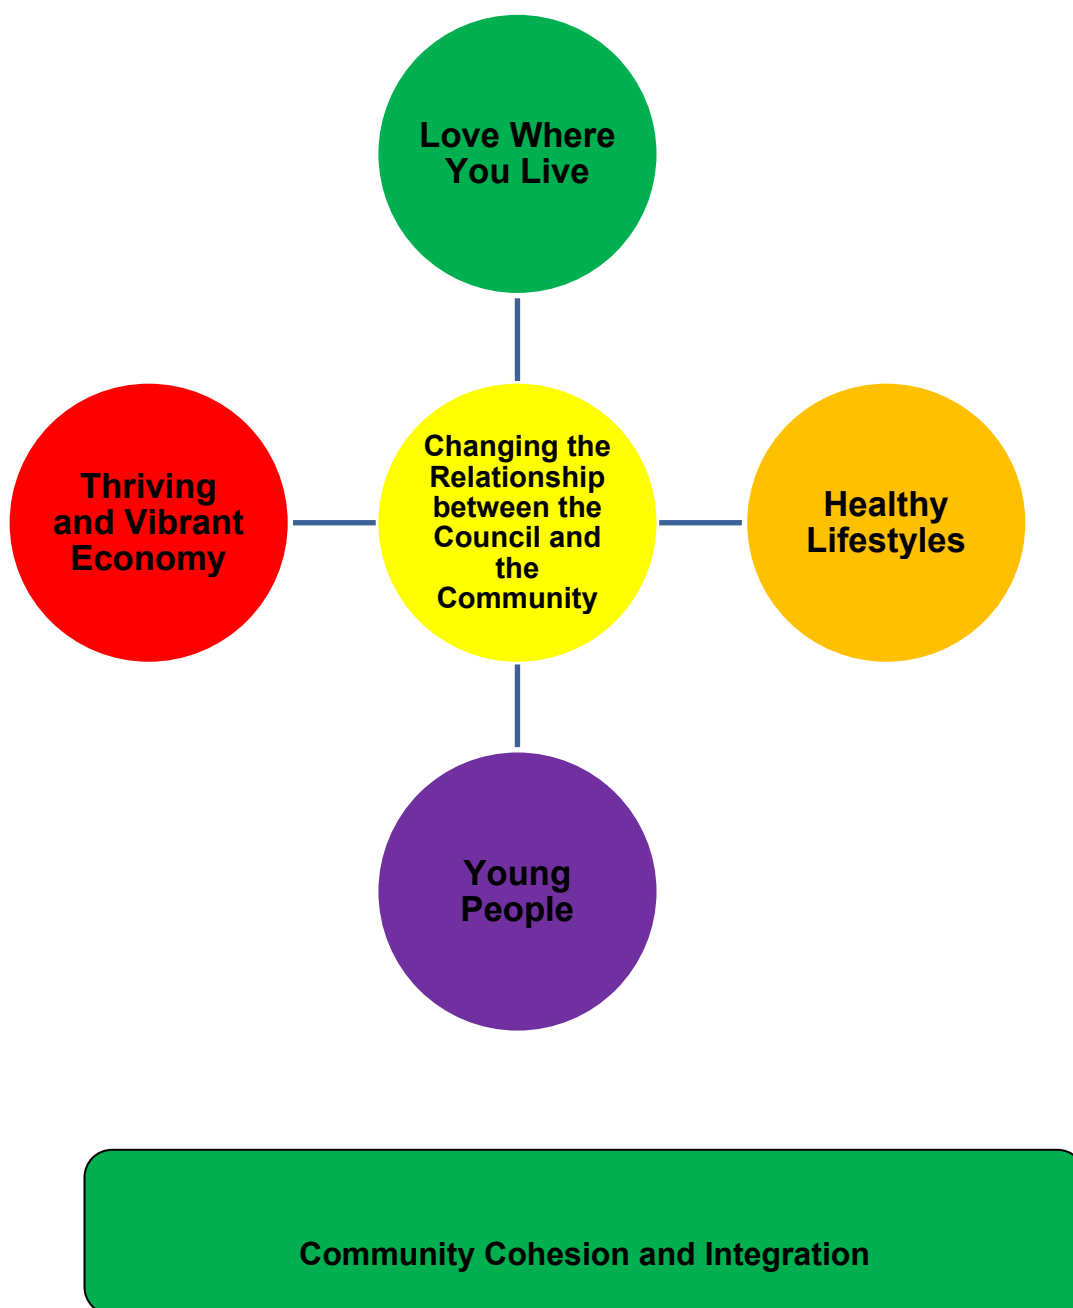 Love Where
You Live
Thriving
and Vibrant
Economy
Changing the
Relationship
between the
Council and
the
Community
Healthy
Lifestyles
Young
People
Community Cohesion and Integration